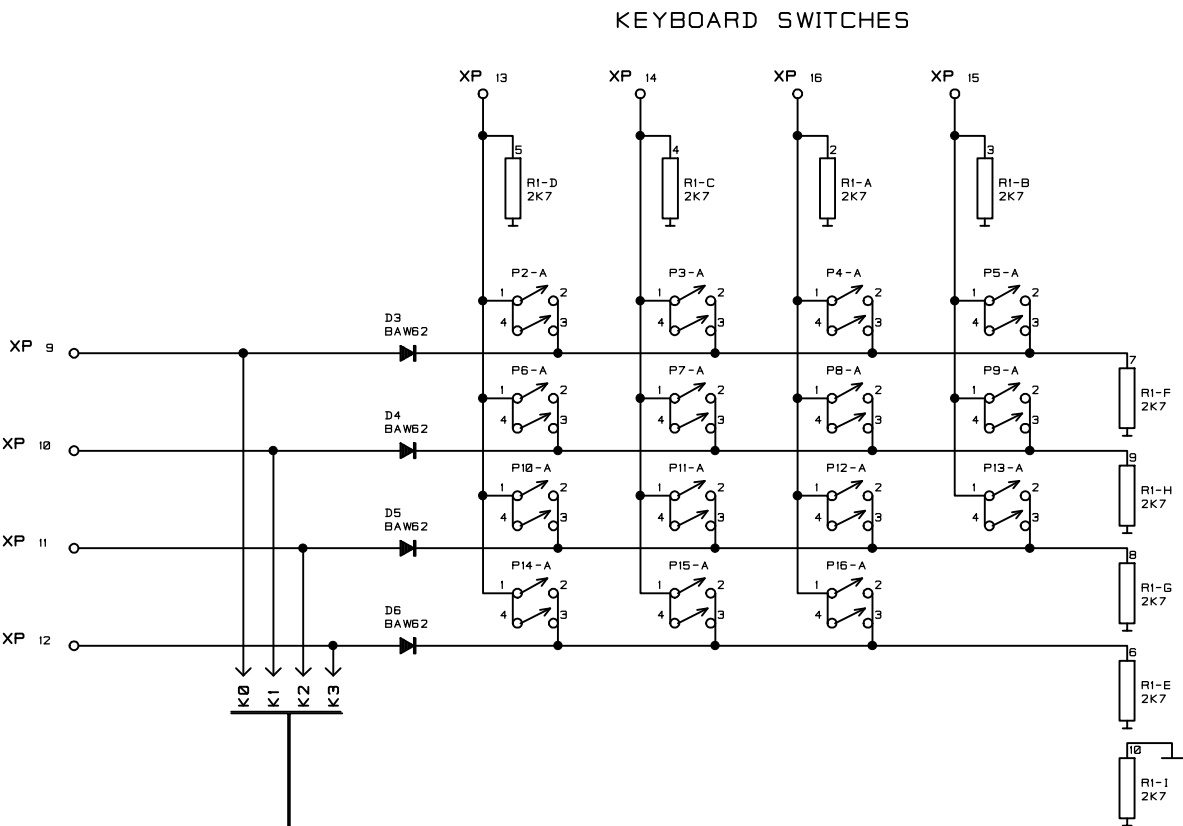 KEYBOARD SWITCHES
XP 13
XP 14
XP 16
XP 15
5
R1-D
2K7
4
R1-C
2K7
2
R1-A
2K7
3
R1-B
2K7
P2-A
1 2
4 3
P3-A
1 2
4 3
P4-A
1 2
4 3
P5-A
1 2
4 3
D3
BAW62
XP 9
7
R1-F
2K7
P6-A
1 2
4 3
P7-A
1 2
4 3
P8-A
1 2
4 3
P9-A
1 2
4 3
D4
BAW62
XP 10
9
R1-H
2K7
P10-A
1 2
4 3
P11-A
1 2
4 3
P12-A
1 2
4 3
P13-A
1 2
4 3
D5
BAW62
XP 11
8
R1-G
2K7
P14-A
1 2
4 3
P15-A
1 2
4 3
P16-A
1 2
4 3
D6
BAW62
XP 12
6
R1-E
2K7
K0
K1
K2
K3
10
R1-I
2K7